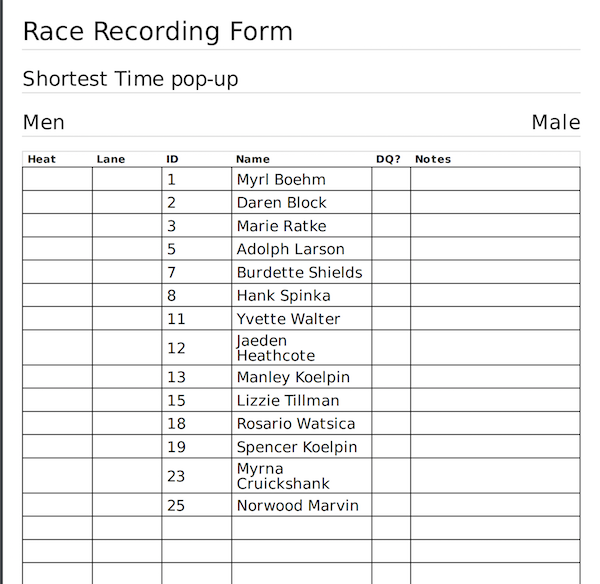 Race Recording Form
Shortest Time pop-up
Men Male
Heat Lane ID Name DQ? Notes
1 Myrl Boehm
2 Daren Block
3 Marie Ratke
5 Adolph Larson
7 Burdette Shields
8 Hank Spinka
11 Yvette Walter
12 Jaeden
Heathcote
13 Manley Koelpin
15 Lizzie Tillman
18 Rosario Watsica
19 Spencer Koelpin
23 Myrna
Cruickshank
25 Norwood Marvin